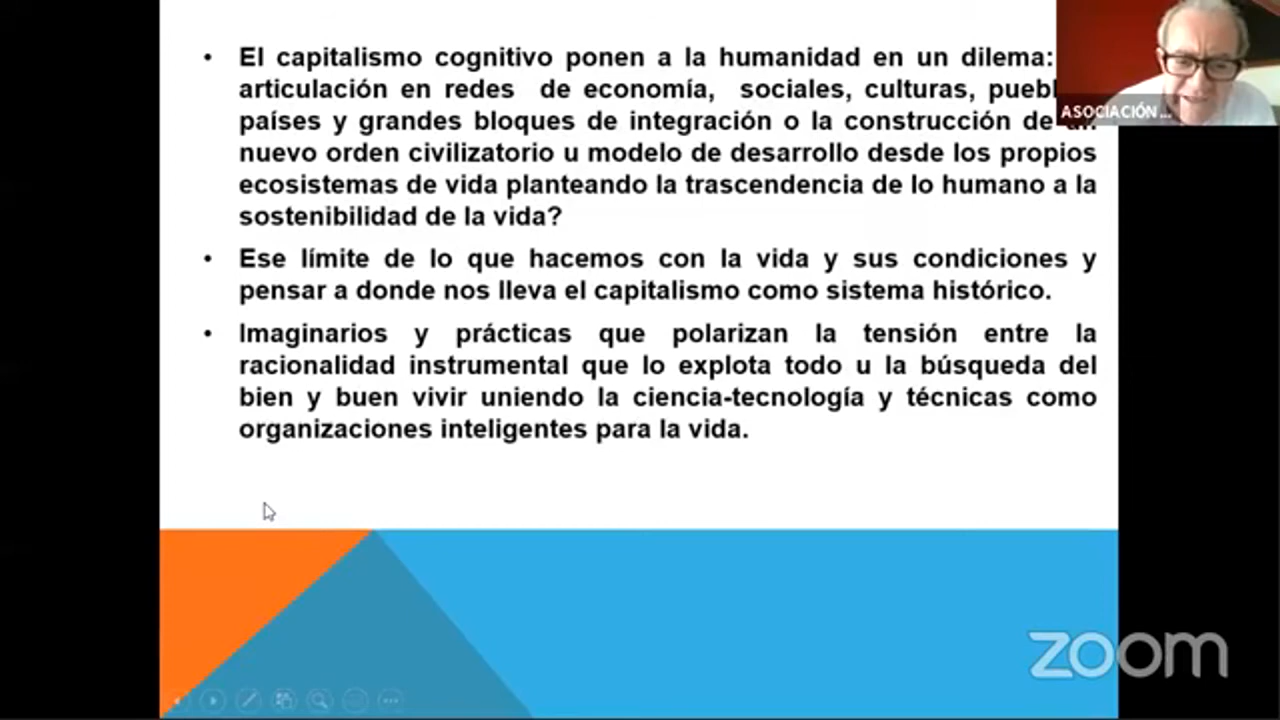 • El capitalismo cognitivo ponen a la humanidad en un dilema:
articulación en redes de economía, sociales, culturas,
países y grandes bloques de integración o la construcción de
nuevo orden civilizatorio u modelo de desarrollo desde los propios
ecosistemas de vida planteando la trascendencia de lo humano a la
sostenibilidad de la vida?
• Ese límite de lo que hacemos con la vida y sus condiciones y
pensar a donde nos lleva el capitalismo como sistema histórico.
• Imaginarios y prácticas que polarizan la tensión entre la
racionalidad instrumental que lo explota todo u la búsqueda del
bien y buen vivir uniendo la ciencia-tecnología y técnicas como
organizaciones inteligentes para la vida.
ASOCIACIÓN ...
zoom